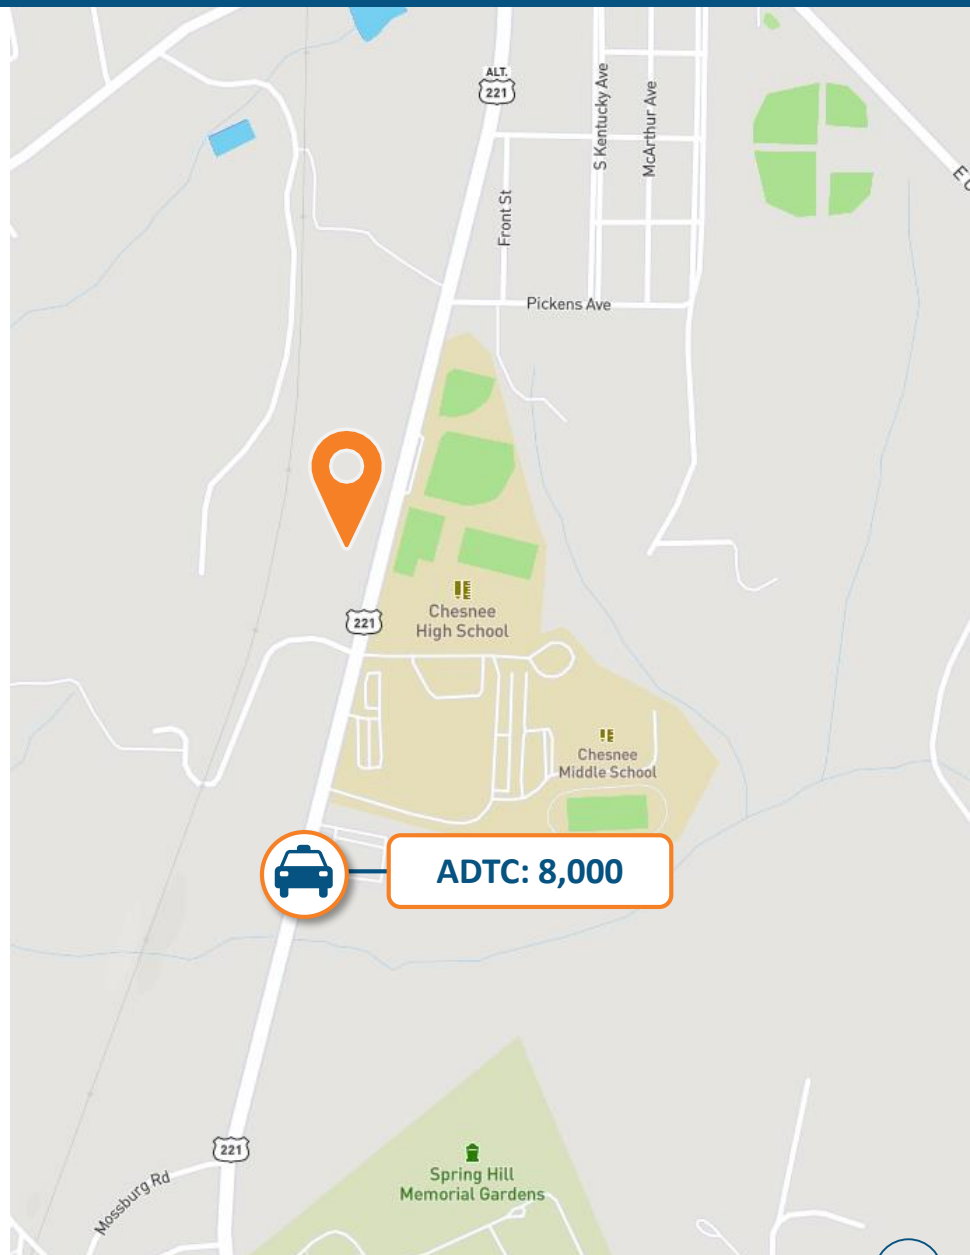 ALT.
221
S Kentucky Ave
McArthur Ave
Front St
Pickens Ave
Chesnee
High School
221
Chesnee
Middle School
ADTC: 8,000
221
Mossburg Rd
Spring Hill
Memorial Gardens